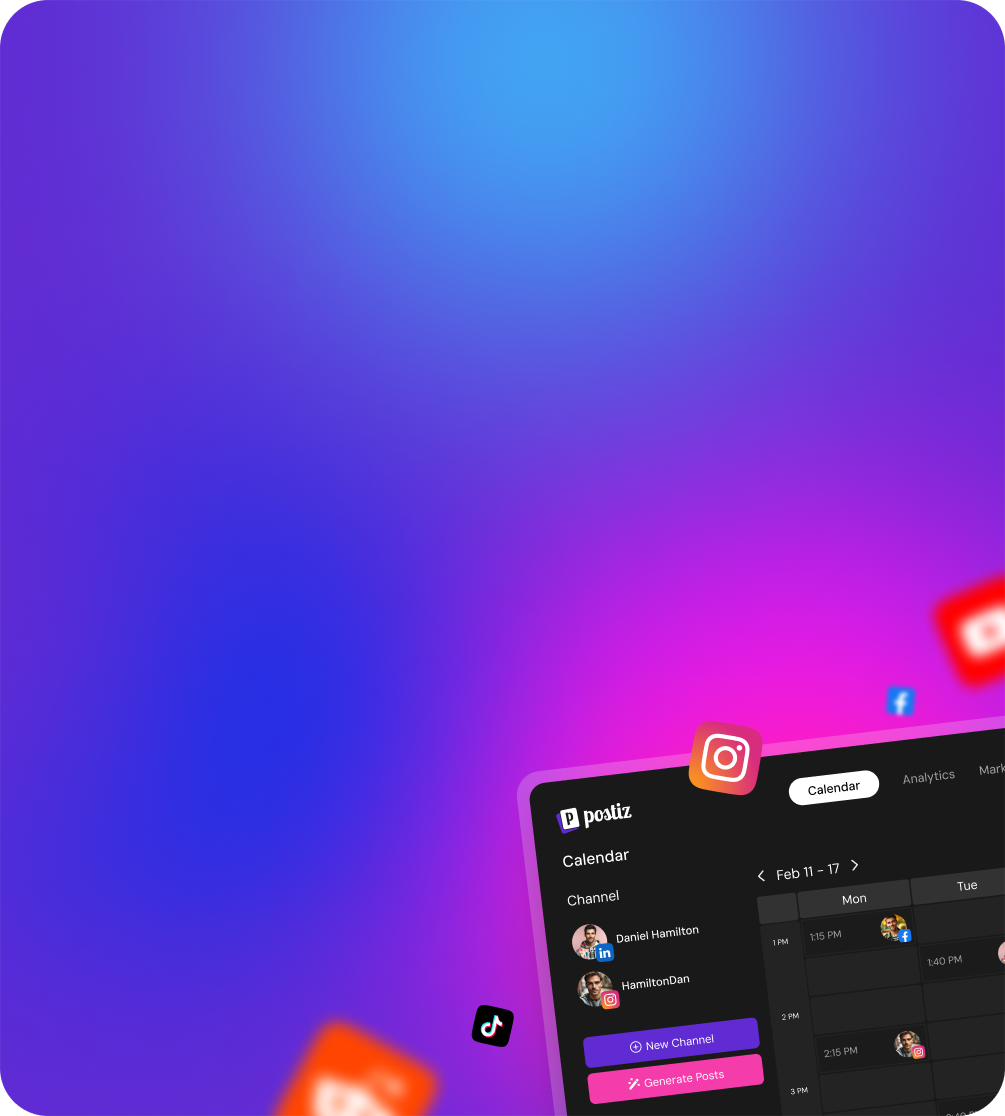 postiz
Calendar
Analytics
Calendar
Feb 11 - 17
Channel
Mon
Tue
Daniel Hamilton
1 PM
1:15 PM
1:40 PM
HamiltonDan
2 PM
New Channel
2:15 PM
Generate Posts
3 PM